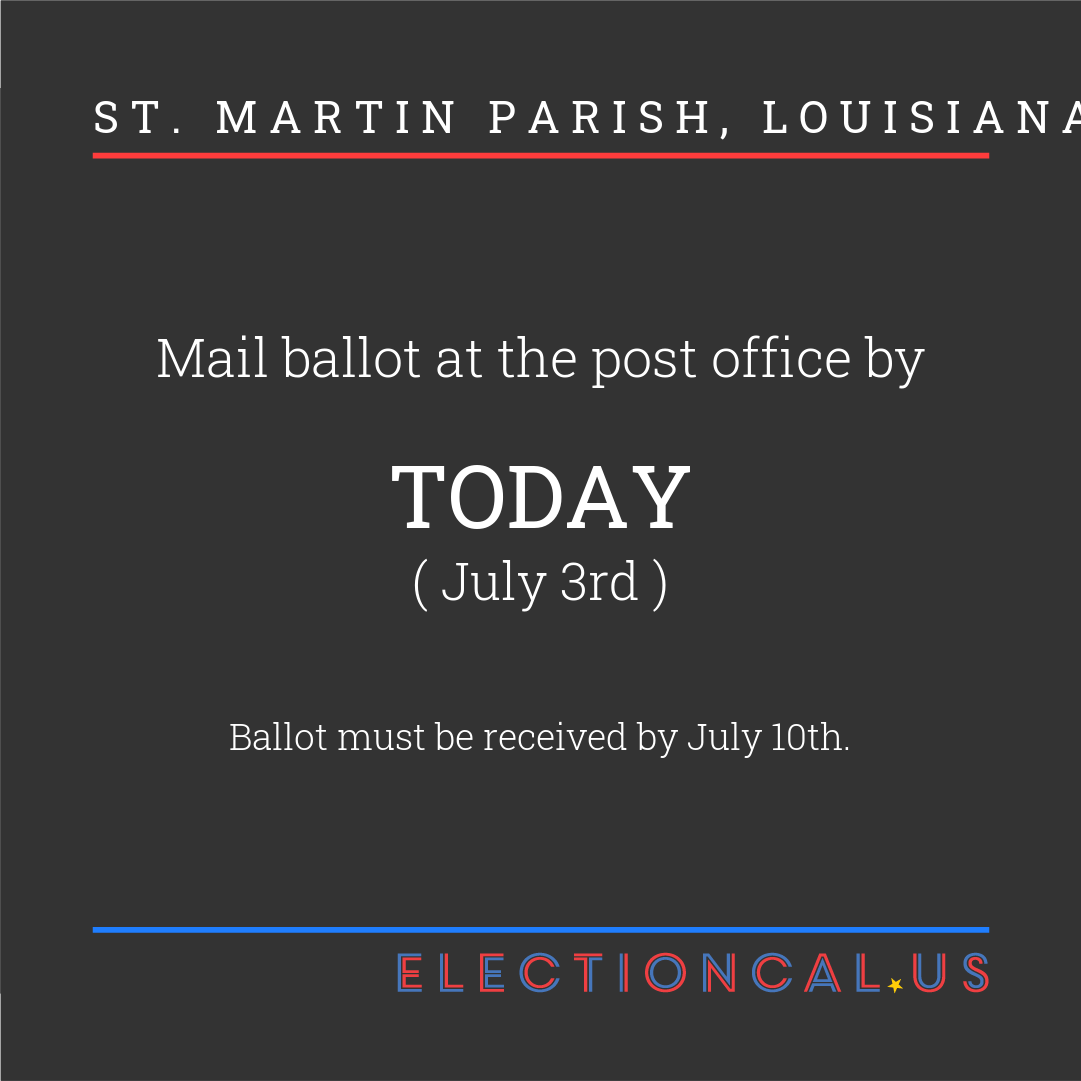 ST. MARTIN PARISH, LOUISIANA
Mail ballot at the post office by
TODAY
( July 3rd )
Ballot must be received by July 10th.
ELECTIONCAL.US